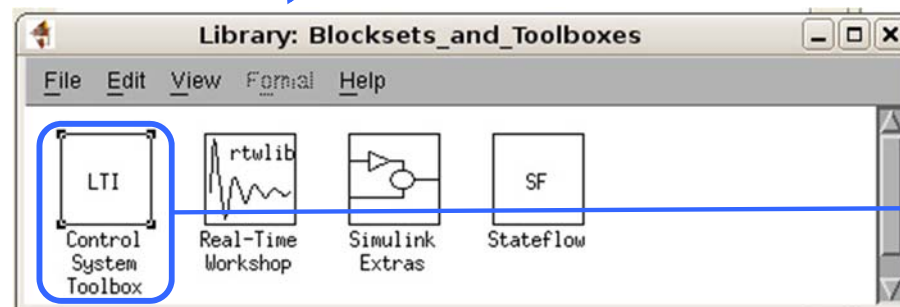 Library: Blocksets_and_Toolboxes
File Edit View Format Help
LTI
Control
System
Toolbox
rtwlib
Real-Time
Workshop
Simulink
Extras
SF
Stateflow